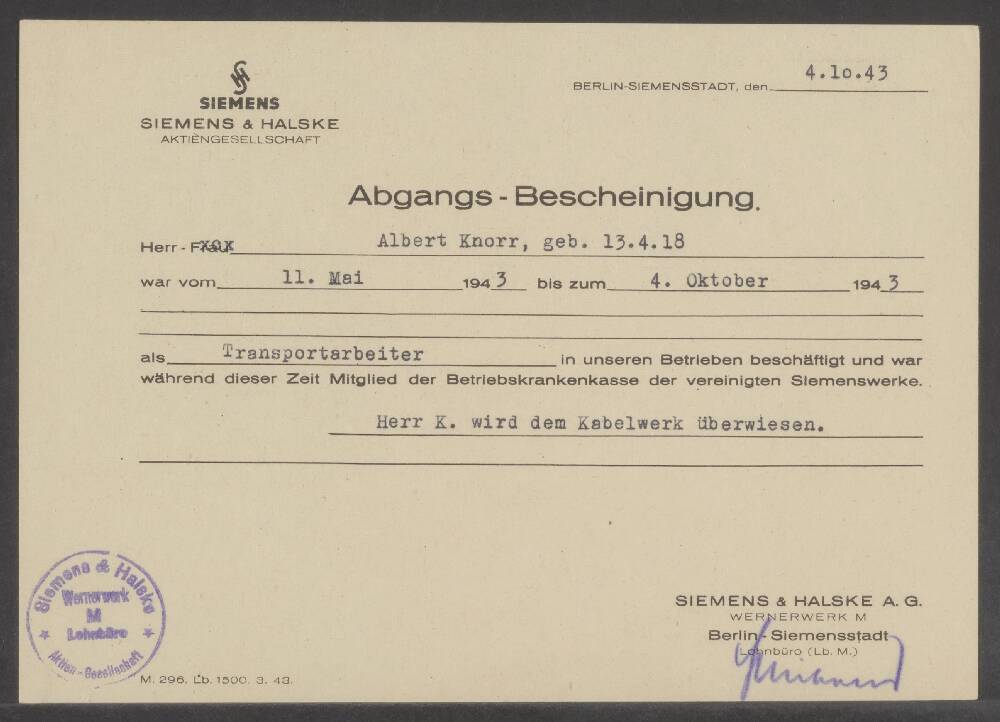 SIEMENS
SIEMENS & HALSKE
AKTIENGESELLSCHAFT
BERLIN-SIEMENSSTADT, den 4.10.43
Abgangs - Bescheinigung.
Herr - Frau Albert Knorr, geb. 13.4.18
war vom 11. Mai 1943 bis zum 4. Oktober 1943
als Transportarbeiter in unseren Betrieben beschäftigt und war
während dieser Zeit Mitglied der Betriebskrankenkasse der vereinigten Siemenswerke.
Herr K. wird dem Kabelwerk überwiesen.
Siemens & Halske
Wernerwerk
M
Lohnbüro
Aktien-Gesellschaft
SIEMENS & HALSKE A.G.
WERNERWERK M
Berlin-Siemensstadt
Lohnbüro (Lb. M.)
M. 296. Lb. 1500. 3. 43.